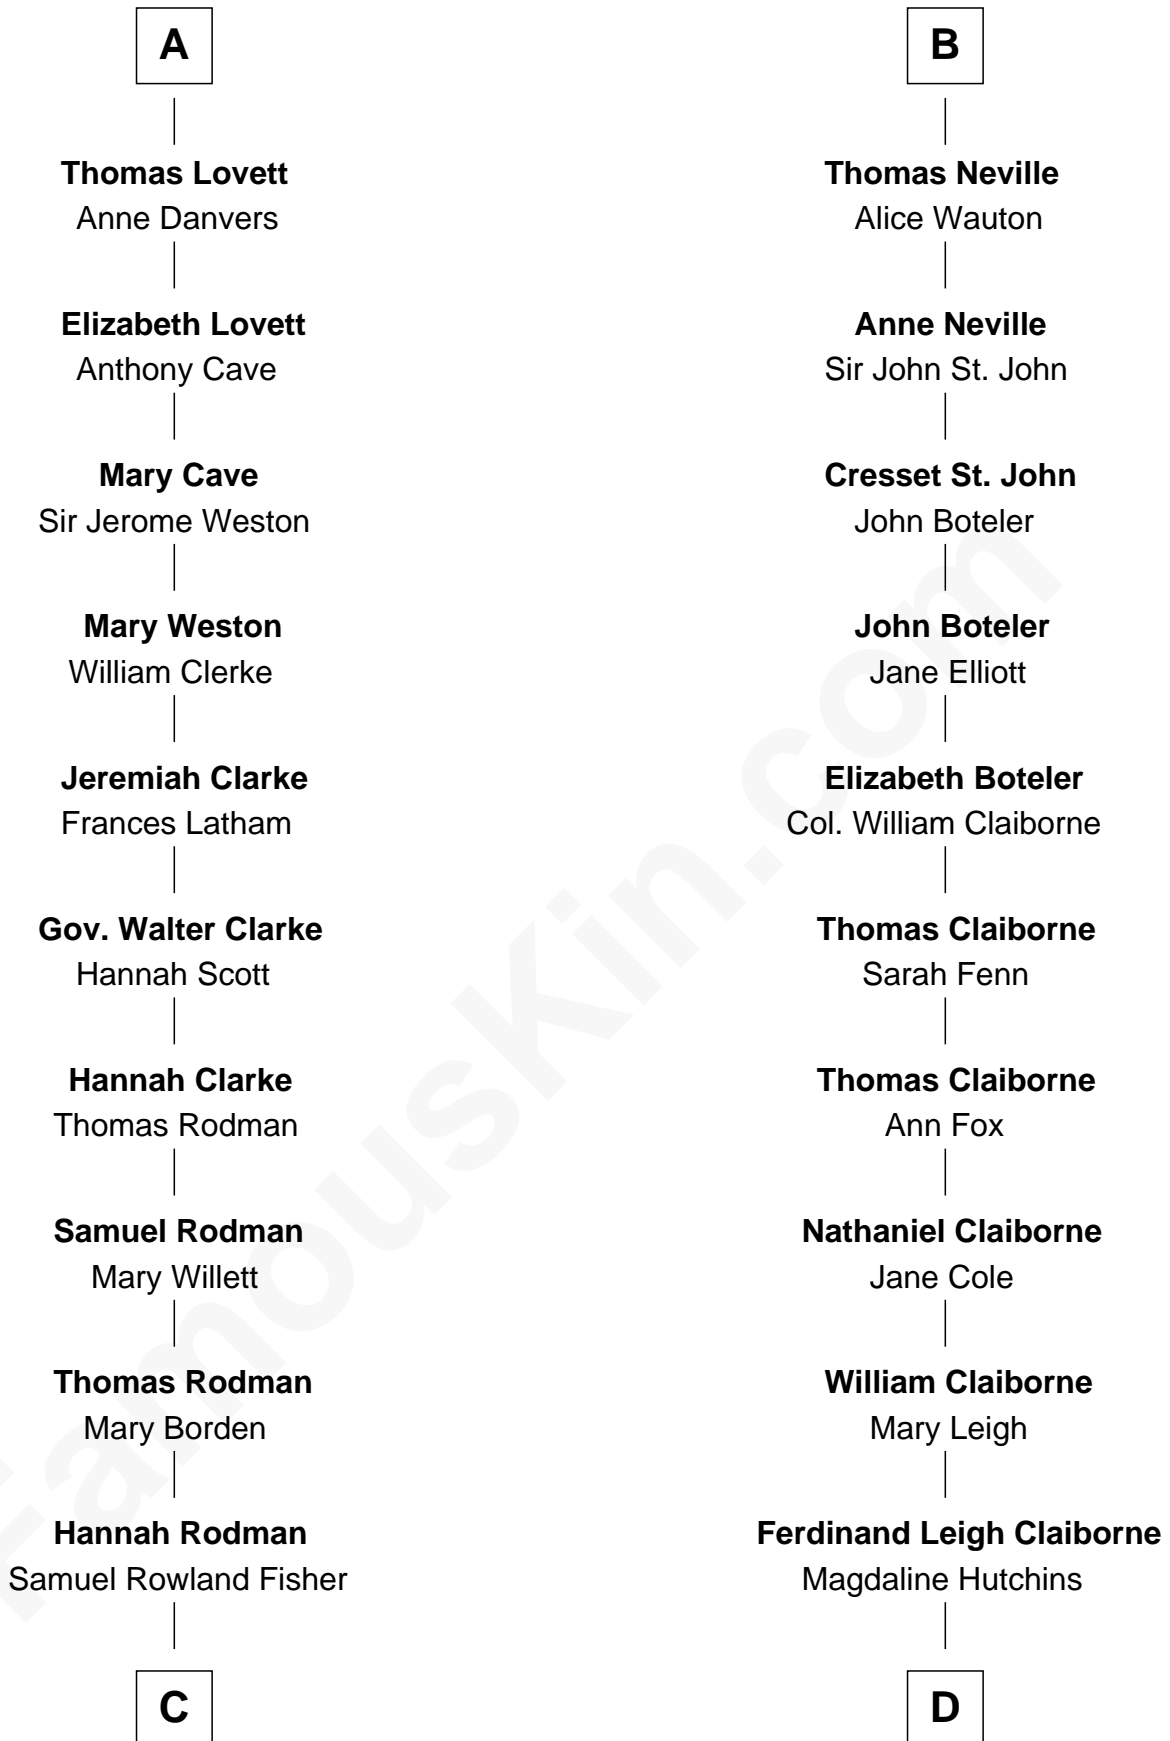 A
Thomas Lovett
Anne Danvers
Elizabeth Lovett
Anthony Cave
Mary Cave
Sir Jerome Weston
Mary Weston
William Clerke
Jeremiah Clarke
Frances Latham
Gov. Walter Clarke
Hannah Scott
Hannah Clarke
Thomas Rodman
Samuel Rodman
Mary Willett
Thomas Rodman
Mary Borden
Hannah Rodman
Samuel Rowland Fisher
C
B
Thomas Neville
Alice Wauton
Anne Neville
Sir John St. John
Cresset St. John
John Boteler
John Boteler
Jane Elliott
Elizabeth Boteler
Col. William Claiborne
Thomas Claiborne
Sarah Fenn
Thomas Claiborne
Ann Fox
Nathaniel Claiborne
Jane Cole
William Claiborne
Mary Leigh
Ferdinand Leigh Claiborne
Magdaline Hutchins
D
FamousKin.com